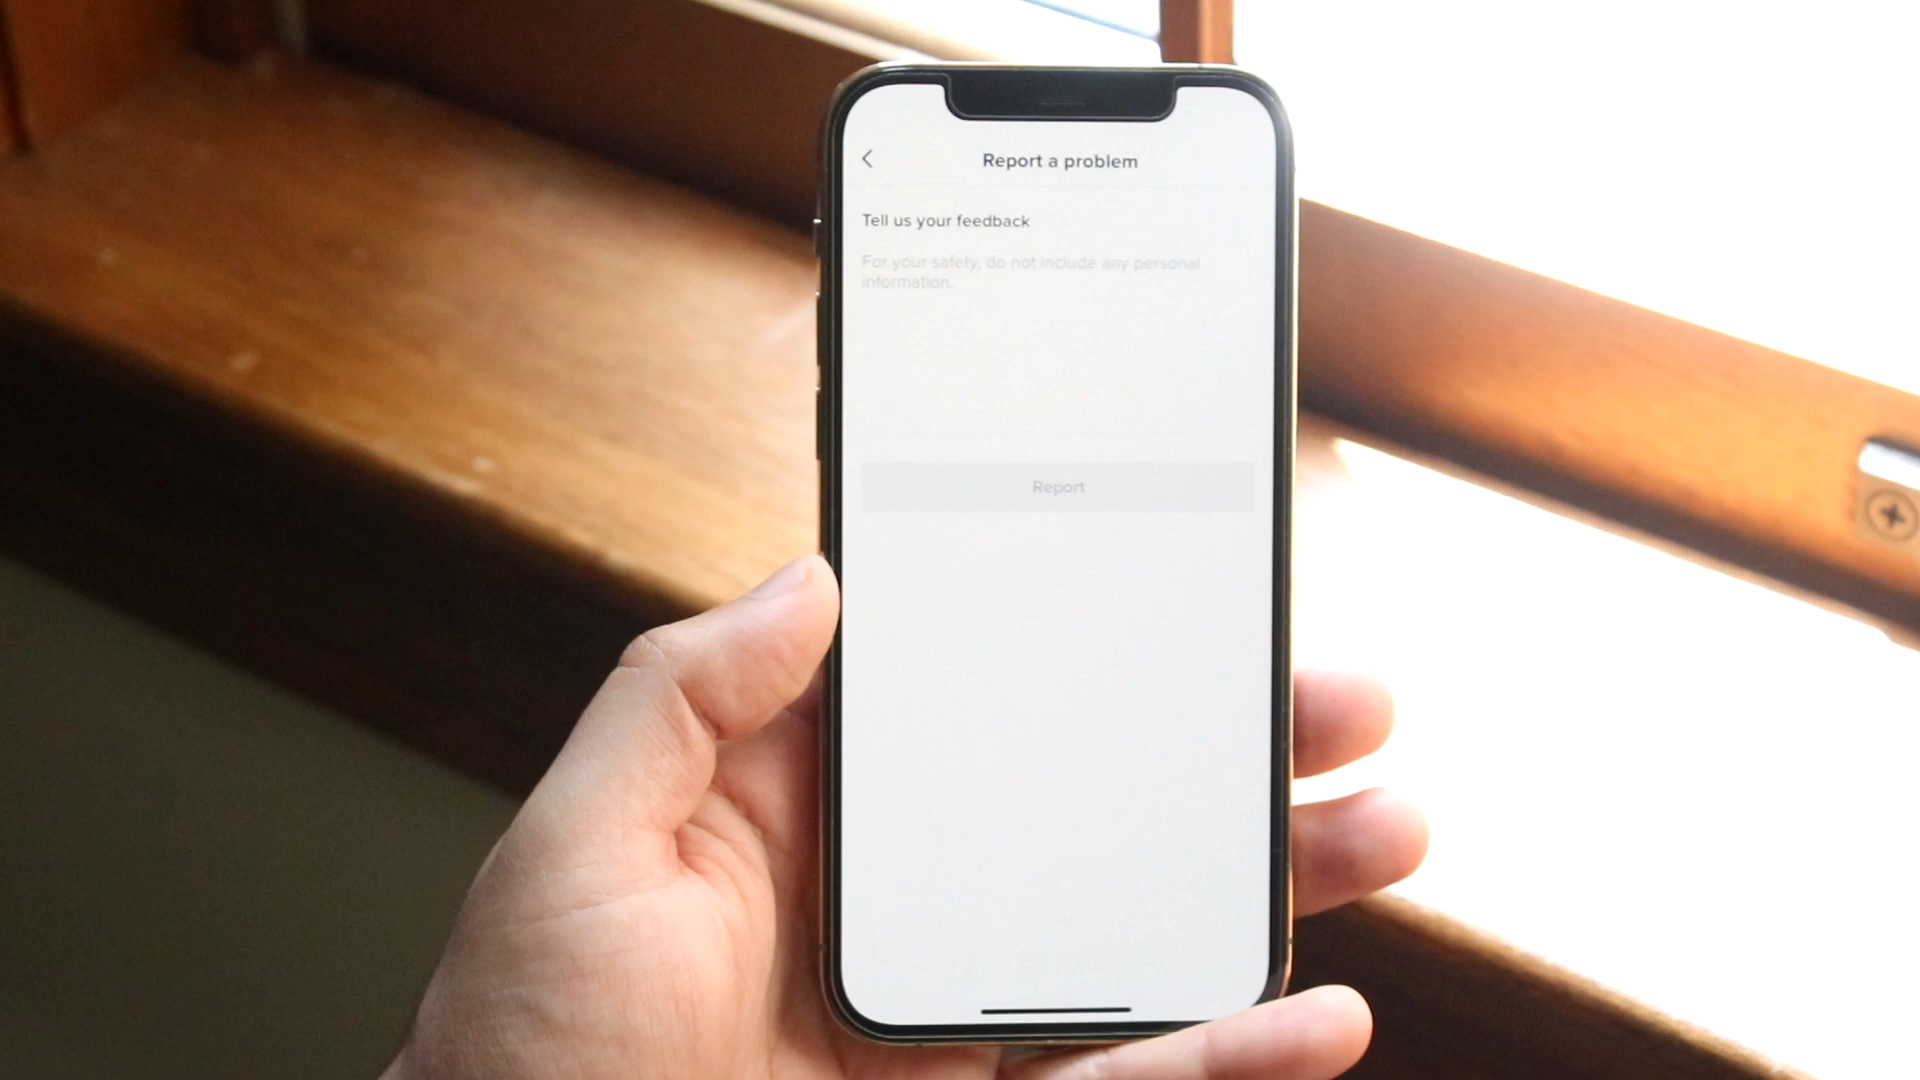 Report a problem
Tell us your feedback
For your safety, do not include any personal
information.
Report